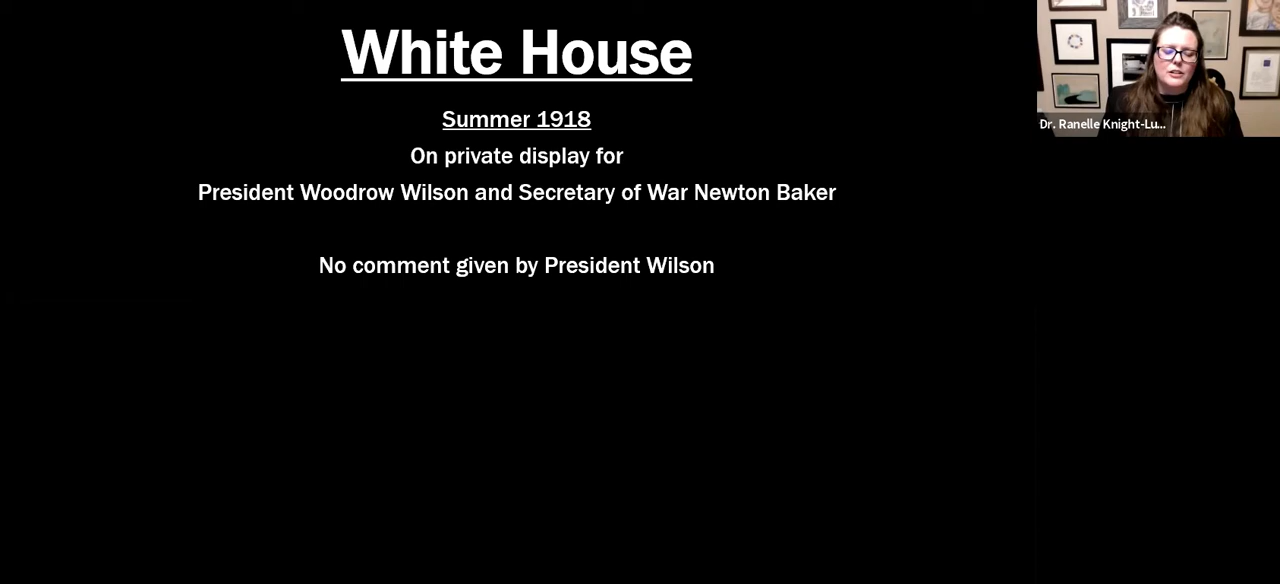 White House
Summer 1918
On private display for
President Woodrow Wilson and Secretary of War Newton Baker
No comment given by President Wilson
Dr. Ranelle Knight-Lu...